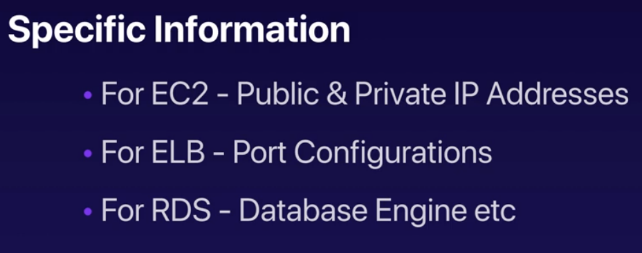 Specific Information
• For EC2 - Public & Private IP Addresses
• For ELB - Port Configurations
• For RDS - Database Engine etc